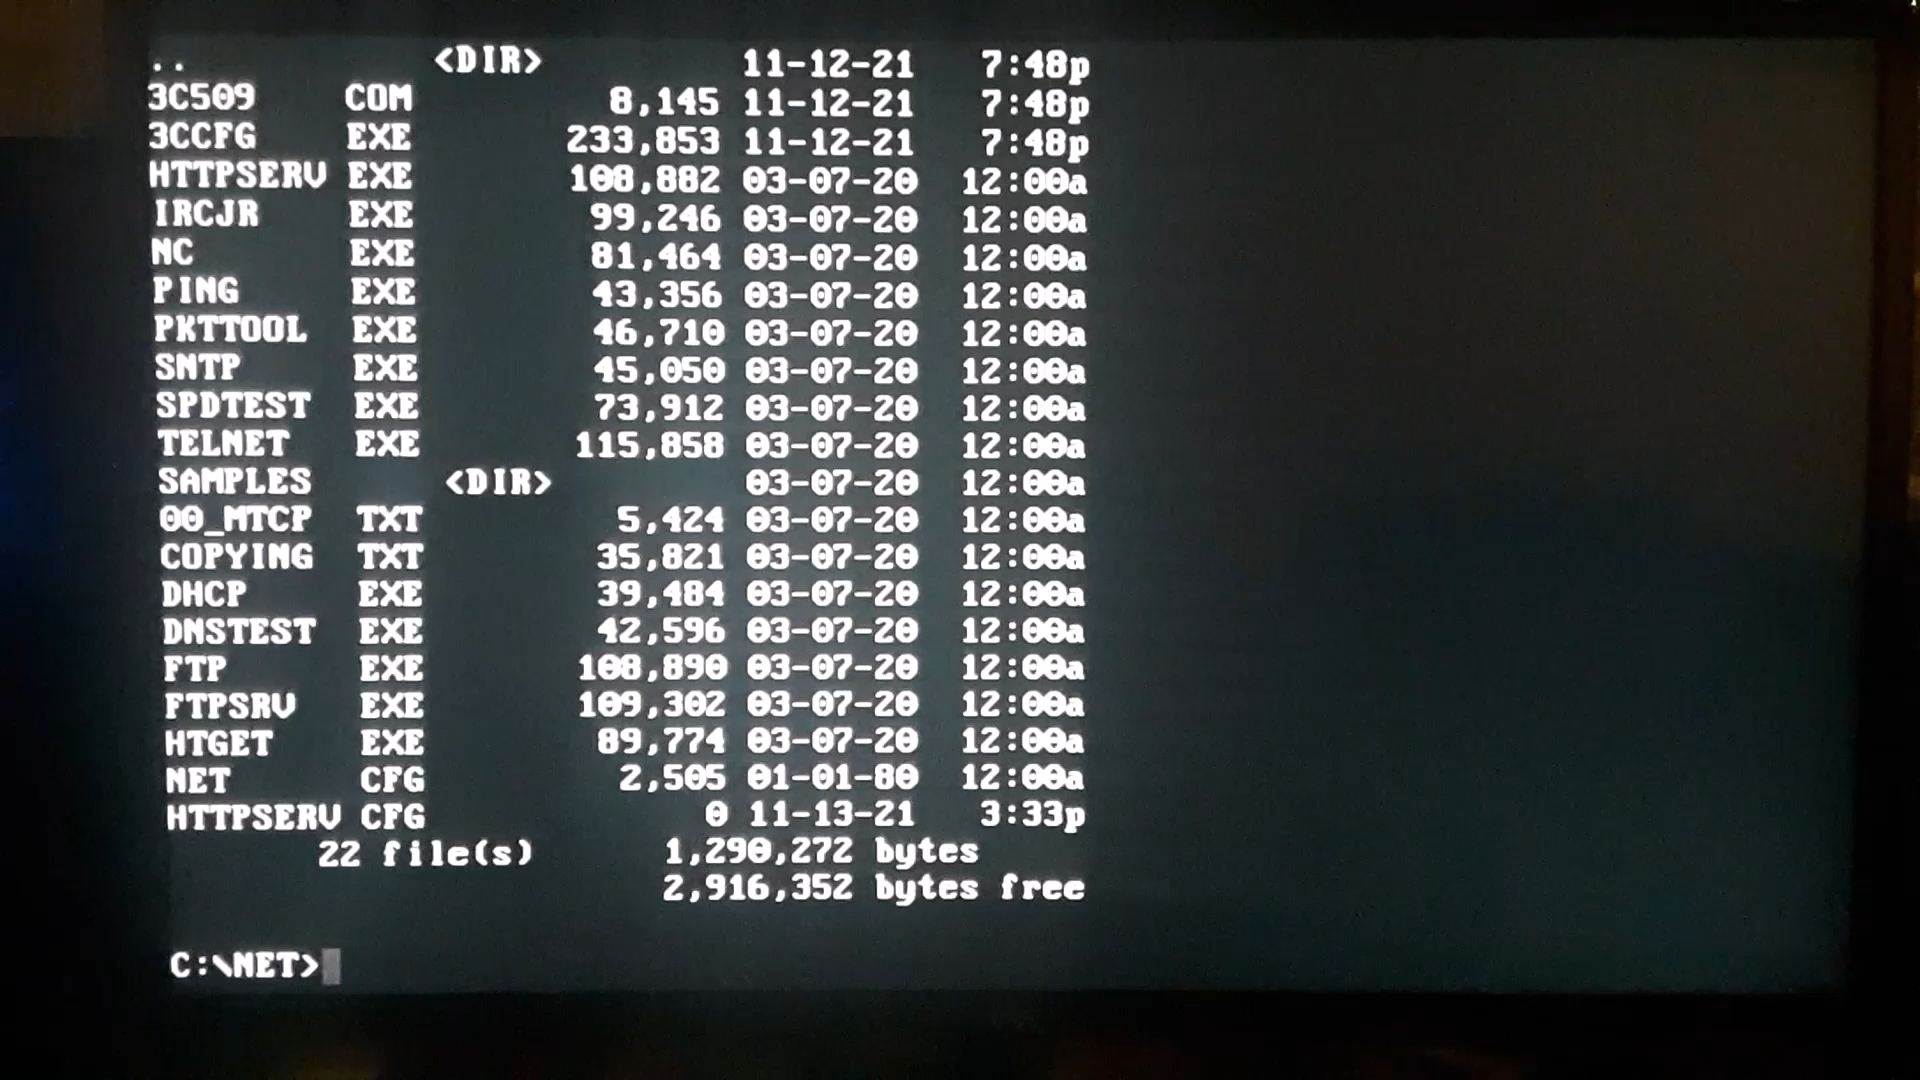 ..           <DIR>         11-12-21   7:48p
3C509    COM         8,145 11-12-21   7:48p
3CCFG    EXE       233,853 11-12-21   7:48p
HTTPSERV EXE       108,882 03-07-20  12:00a
IRCJR    EXE        99,246 03-07-20  12:00a
NC       EXE        81,464 03-07-20  12:00a
PING     EXE        43,356 03-07-20  12:00a
PKTTOOL  EXE        46,710 03-07-20  12:00a
SNTP     EXE        45,050 03-07-20  12:00a
SPDTEST  EXE        73,912 03-07-20  12:00a
TELNET   EXE       115,858 03-07-20  12:00a
SAMPLES      <DIR>         03-07-20  12:00a
00_MTCP  TXT         5,424 03-07-20  12:00a
COPYING  TXT        35,821 03-07-20  12:00a
DHCP     EXE        39,484 03-07-20  12:00a
DNSTEST  EXE        42,596 03-07-20  12:00a
FTP      EXE       108,890 03-07-20  12:00a
FTPSRV   EXE       109,302 03-07-20  12:00a
HTGET    EXE        89,774 03-07-20  12:00a
NET      CFG         2,505 01-01-80  12:00a
HTTPSERV CFG             0 11-13-21   3:33p
22 file(s)      1,290,272 bytes
2,916,352 bytes free
C:\NET>